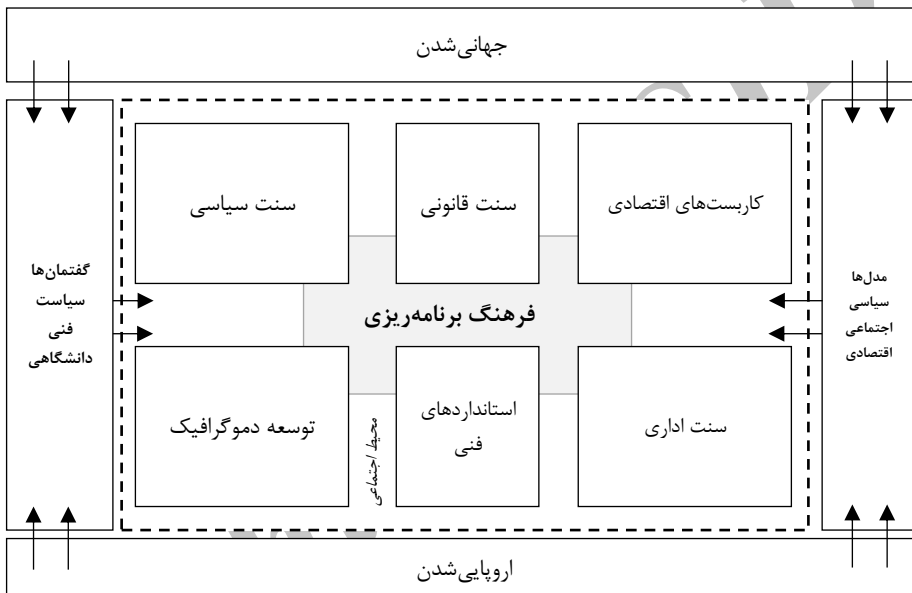 جهانی‌شدن
کاربست‌های اقتصادی
سنت قانونی
سنت سیاسی
مدل‌ها
سیاسی
اجتماعی
اقتصادی
فرهنگ برنامه‌ریزی
گفتمان‌ها
سیاست
فنی
دانشگاهی
سنت اداری
استانداردهای
فنی
محیط اجتماعی
توسعه دموگرافیک
اروپایی‌شدن